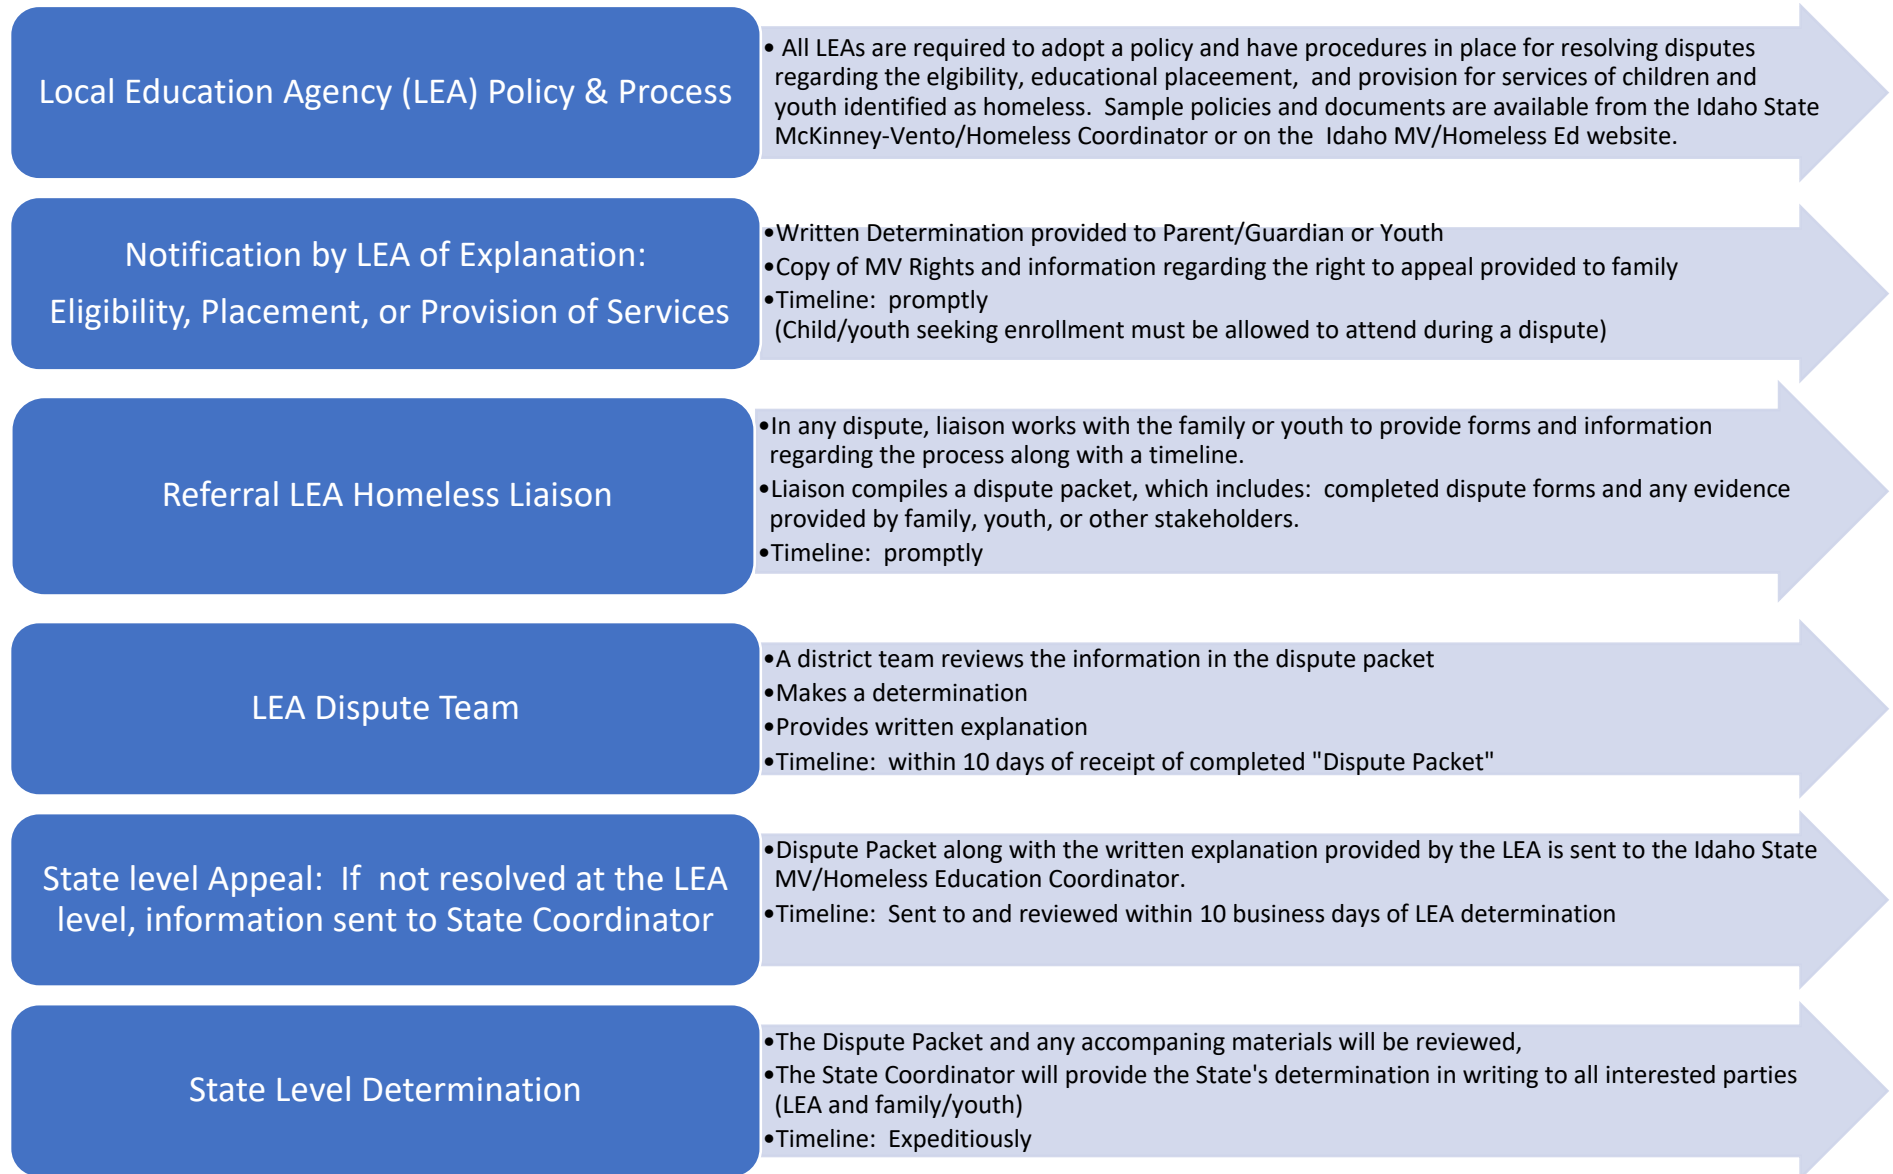 Local Education Agency (LEA) Policy & Process
• All LEAs are required to adopt a policy and have procedures in place for resolving disputes
regarding the elgibility, educational placeement, and provision for services of children and
youth identified as homeless. Sample policies and documents are available from the Idaho State
McKinney-Vento/Homeless Coordinator or on the Idaho MV/Homeless Ed website.
Notification by LEA of Explanation:
Eligibility, Placement, or Provision of Services
•Written Determination provided to Parent/Guardian or Youth
•Copy of MV Rights and information regarding the right to appeal provided to family
•Timeline: promptly
(Child/youth seeking enrollment must be allowed to attend during a dispute)
Referral LEA Homeless Liaison
•In any dispute, liaison works with the family or youth to provide forms and information
regarding the process along with a timeline.
•Liaison compiles a dispute packet, which includes: completed dispute forms and any evidence
provided by family, youth, or other stakeholders.
•Timeline: promptly
LEA Dispute Team
•A district team reviews the information in the dispute packet
•Makes a determination
•Provides written explanation
•Timeline: within 10 days of receipt of completed "Dispute Packet"
State level Appeal: If not resolved at the LEA
level, information sent to State Coordinator
•Dispute Packet along with the written explanation provided by the LEA is sent to the Idaho State
MV/Homeless Education Coordinator.
•Timeline: Sent to and reviewed within 10 business days of LEA determination
State Level Determination
•The Dispute Packet and any accompaning materials will be reviewed,
•The State Coordinator will provide the State's determination in writing to all interested parties
(LEA and family/youth)
•Timeline: Expeditiously